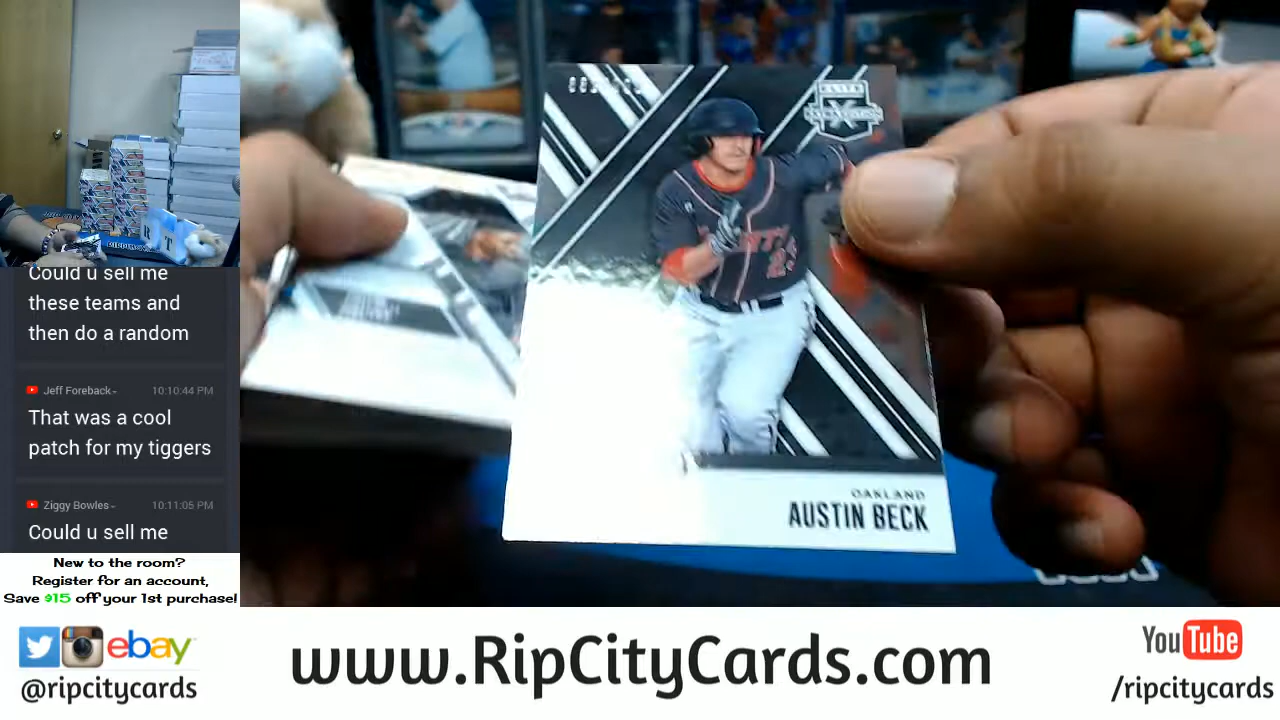 Could u sell me
these teams and
then do a random
Jeff Foreback
10:10:44 PM
That was a cool
patch for my tiggers
Ziggy Bowles
10:11:05 PM
Could u sell me
New to the room?
Register for an account,
Save $15 off your 1st purchase!
ELITE
X
OAKLAND
AUSTIN BECK
R T
ebay
@ripcitycards
www.RipCityCards.com
YouTube
/ripcitycards